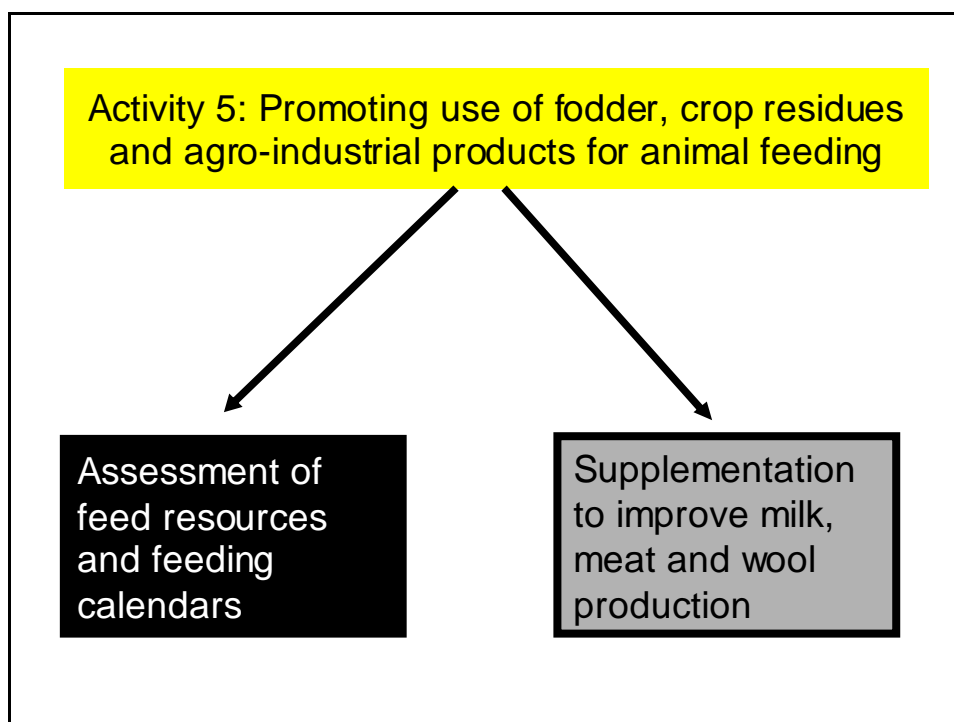 Activity 5: Promoting use of fodder, crop residues
and agro-industrial products for animal feeding
Assessment of
feed resources
and feeding
calendars
Supplementation
to improve milk,
meat and wool
production